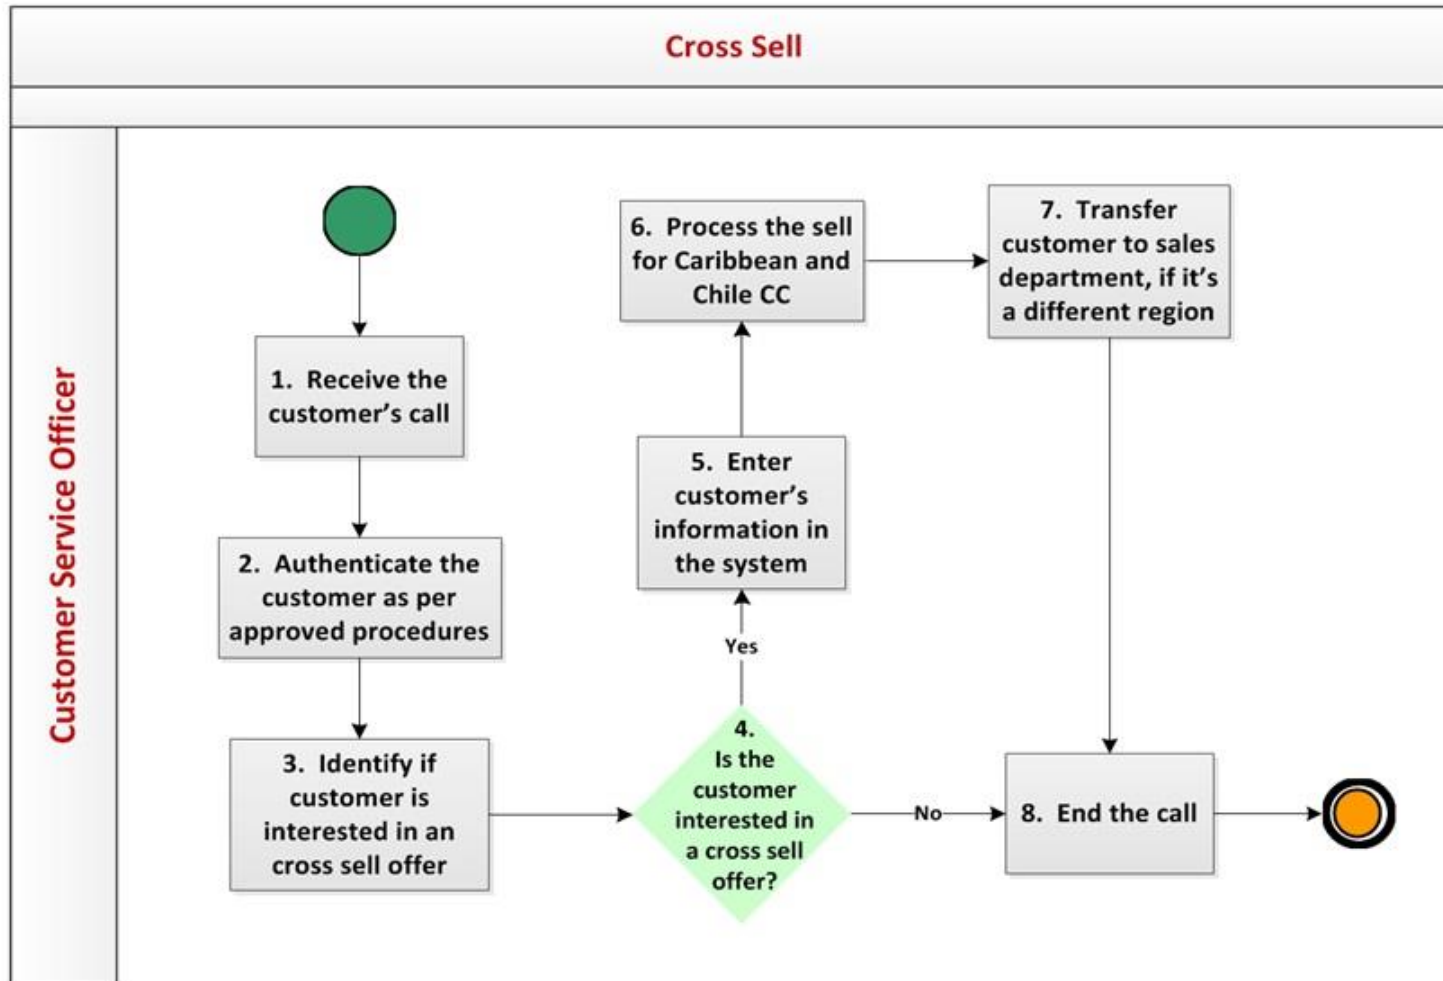 Cross Sell
Customer Service Officer
1. Receive the
customer's call
2. Authenticate the
customer as per
approved procedures
3. Identify if
customer is
interested in an
cross sell offer
4.
Is the
customer
interested in
a cross sell
offer?
Yes
No
5. Enter
customer's
information in
the system
6. Process the sell
for Caribbean and
Chile CC
7. Transfer
customer to sales
department, if it's
a different region
8. End the call